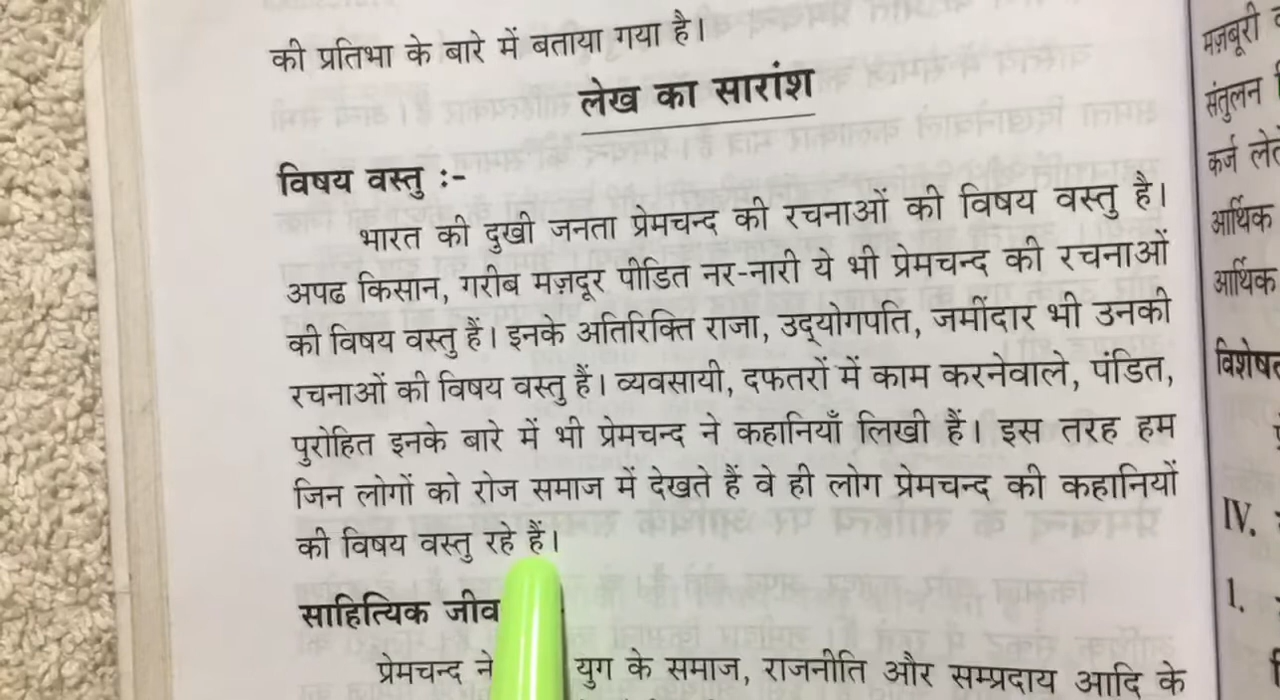 की प्रतिभा के बारे में बताया गया है।
लेख का सारांश
विषय वस्तु :-
भारत की दुखी जनता प्रेमचन्द की रचनाओं की विषय वस्तु है।
अपढ किसान, गरीब मज़दूर पीडित नर-नारी ये भी प्रेमचन्द की रचनाओं
की विषय वस्तु हैं। इनके अतिरिक्ति राजा, उद्योगपति, जमींदार भी उनकी
रचनाओं की विषय वस्तु हैं। व्यवसायी, दफतरों में काम करनेवाले, पंडित,
पुरोहित इनके बारे में भी प्रेमचन्द ने कहानियाँ लिखी हैं। इस तरह हम
जिन लोगों को रोज समाज में देखते हैं वे ही लोग प्रेमचन्द की कहानियों
की विषय वस्तु रहे हैं।
साहित्यिक जीव
प्रेमचन्द ने युग के समाज, राजनीति और सम्प्रदाय आदि के
मज़बूरी
संतुलन
कर्ज
आर्थिक
आर्थिक
IV.
1.